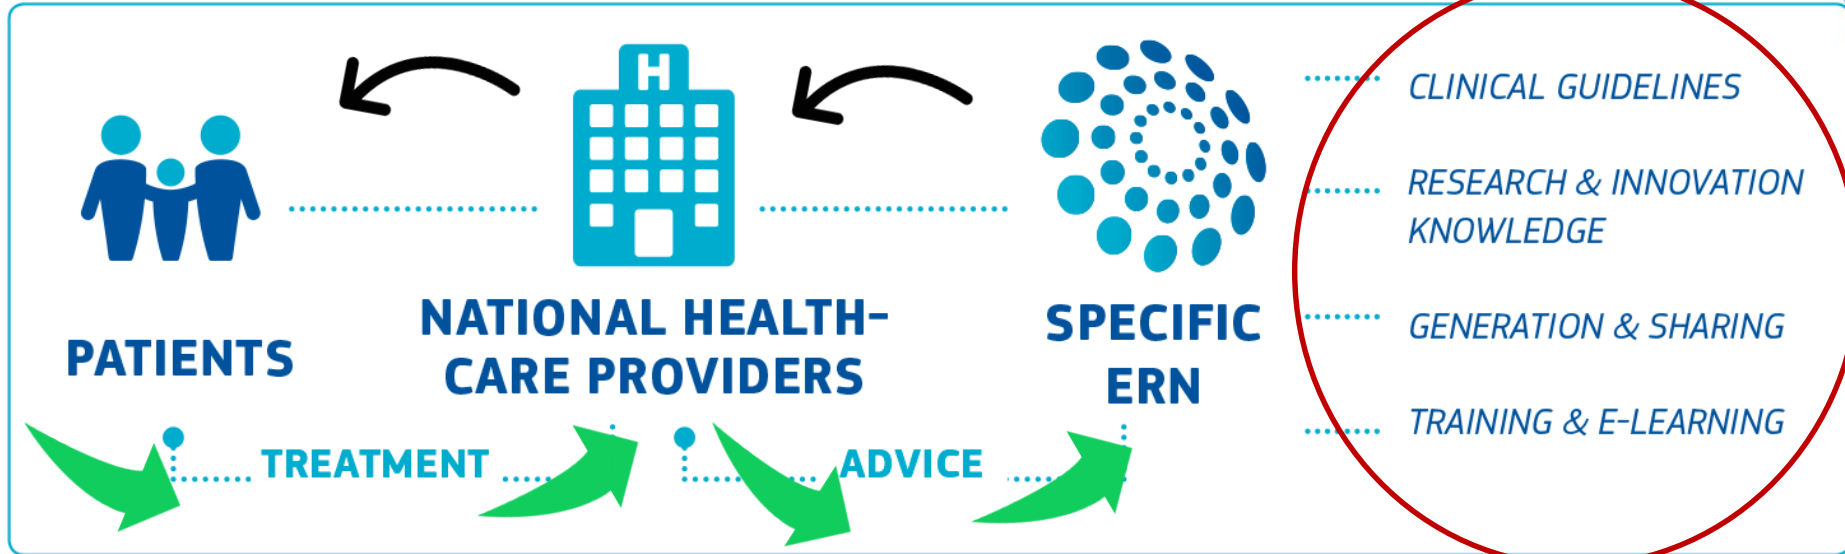 H
PATIENTS
NATIONAL HEALTH-
CARE PROVIDERS
SPECIFIC
ERN
TREATMENT
ADVICE
CLINICAL GUIDELINES
RESEARCH & INNOVATION
KNOWLEDGE
GENERATION & SHARING
TRAINING & E-LEARNING